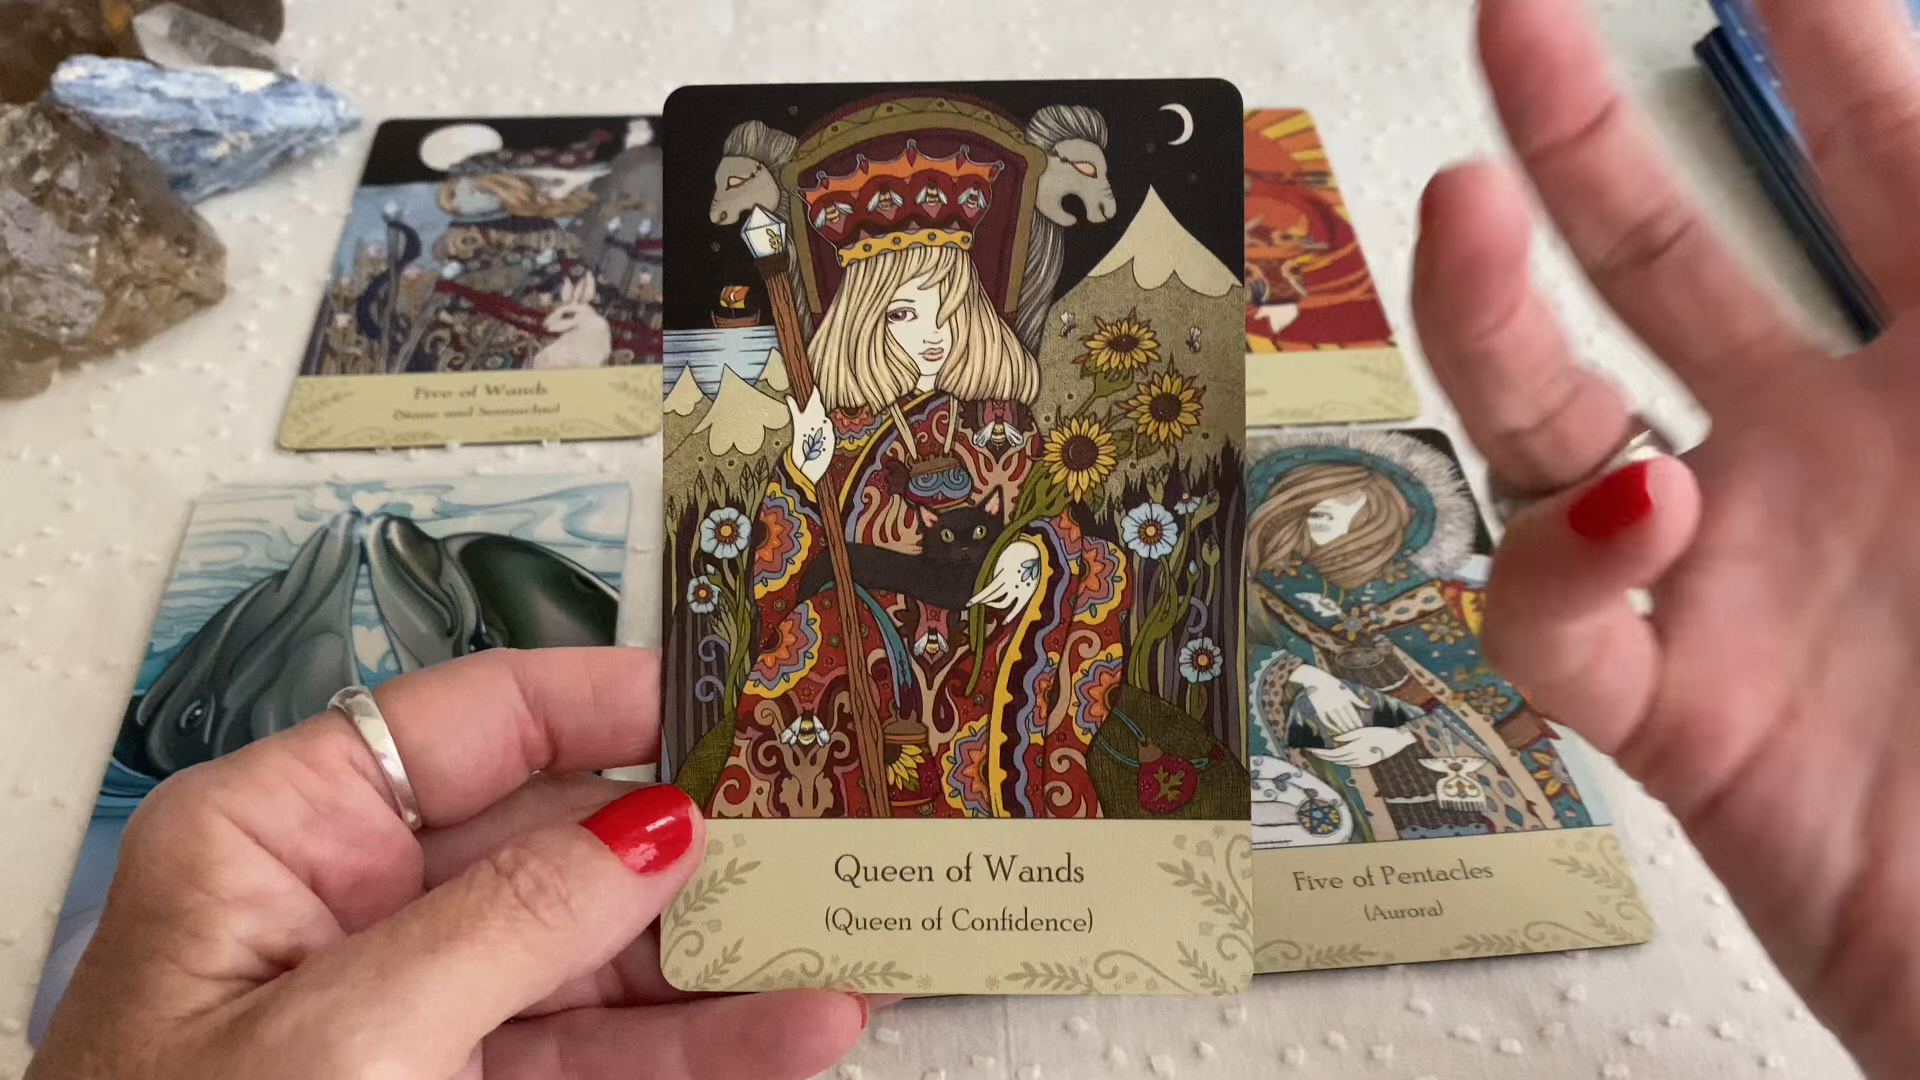 Five of Wands
Queen of Wands
(Queen of Confidence)
Five of Pentacles
(Aurora)